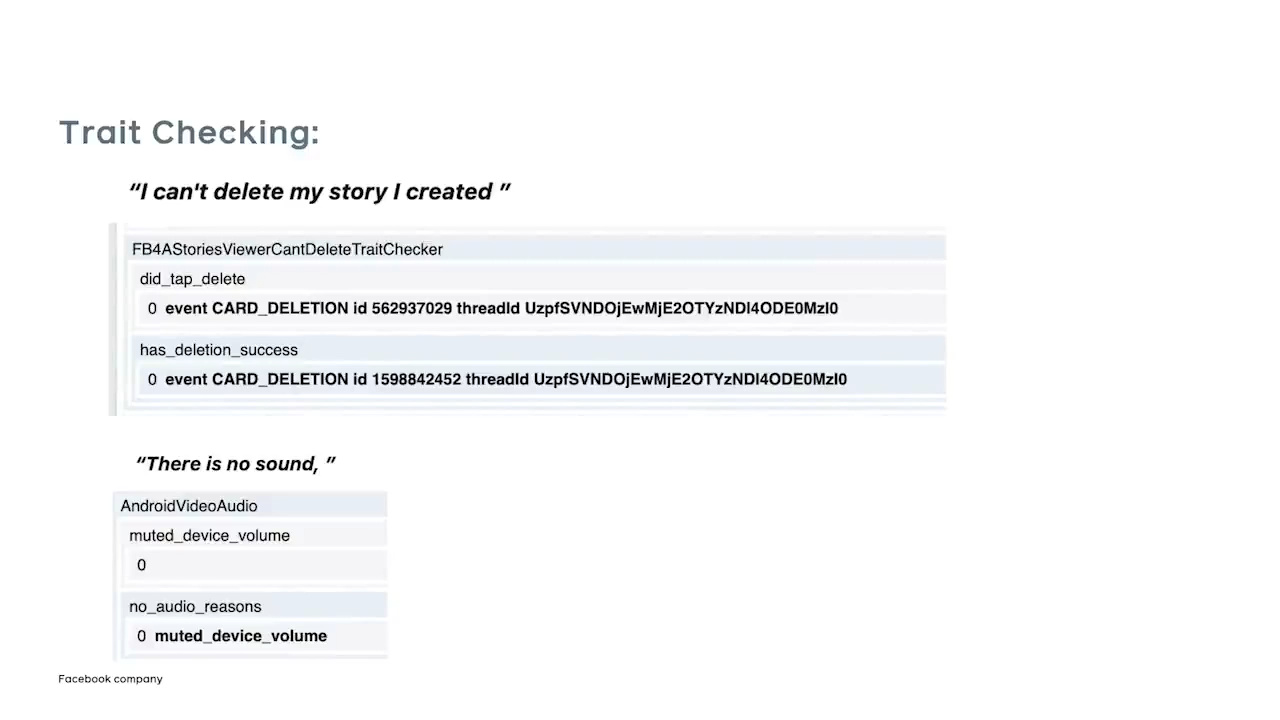 Trait Checking:
“I can't delete my story I created ”
FB4AStoriesViewerCantDeleteTraitChecker
did_tap_delete
0 event CARD_DELETION id 562937029 threadId UzpfSVNDOjEwMjE2OTYzNDI4ODE0MzI0
has_deletion_success
0 event CARD_DELETION id 1598842452 threadId UzpfSVNDOjEwMjE2OTYzNDI4ODE0MzI0
“There is no sound, ”
AndroidVideoAudio
muted_device_volume
0
no_audio_reasons
0 muted_device_volume
Facebook company